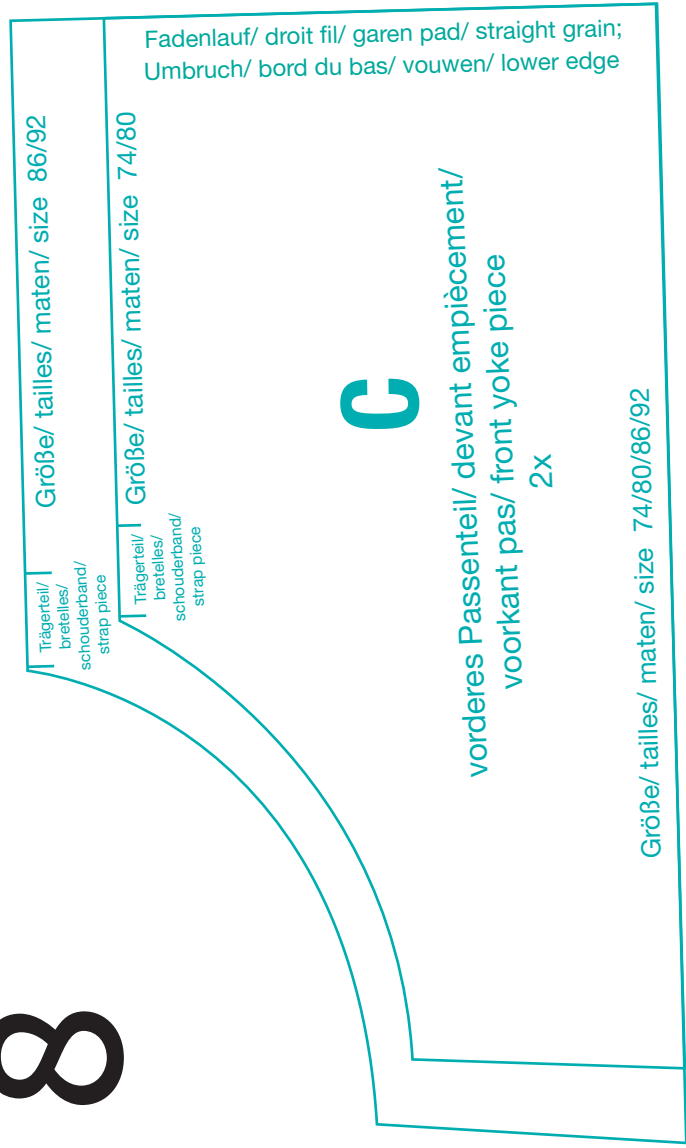 Fadenlauf/ droit fil/ garen pad/ straight grain;
Umbruch/ bord du bas/ vouwen/ lower edge
Größe/ tailles/ maten/ size 86/92
Trägerteil/
bretelles/
schouderband/
strap piece
Größe/ tailles/ maten/ size 74/80
Trägerteil/
bretelles/
schouderband/
strap piece
C
vorderes Passenteil/ devant empiècement/
voorkant pas/ front yoke piece
2x
Größe/ tailles/ maten/ size 74/80/86/92
8